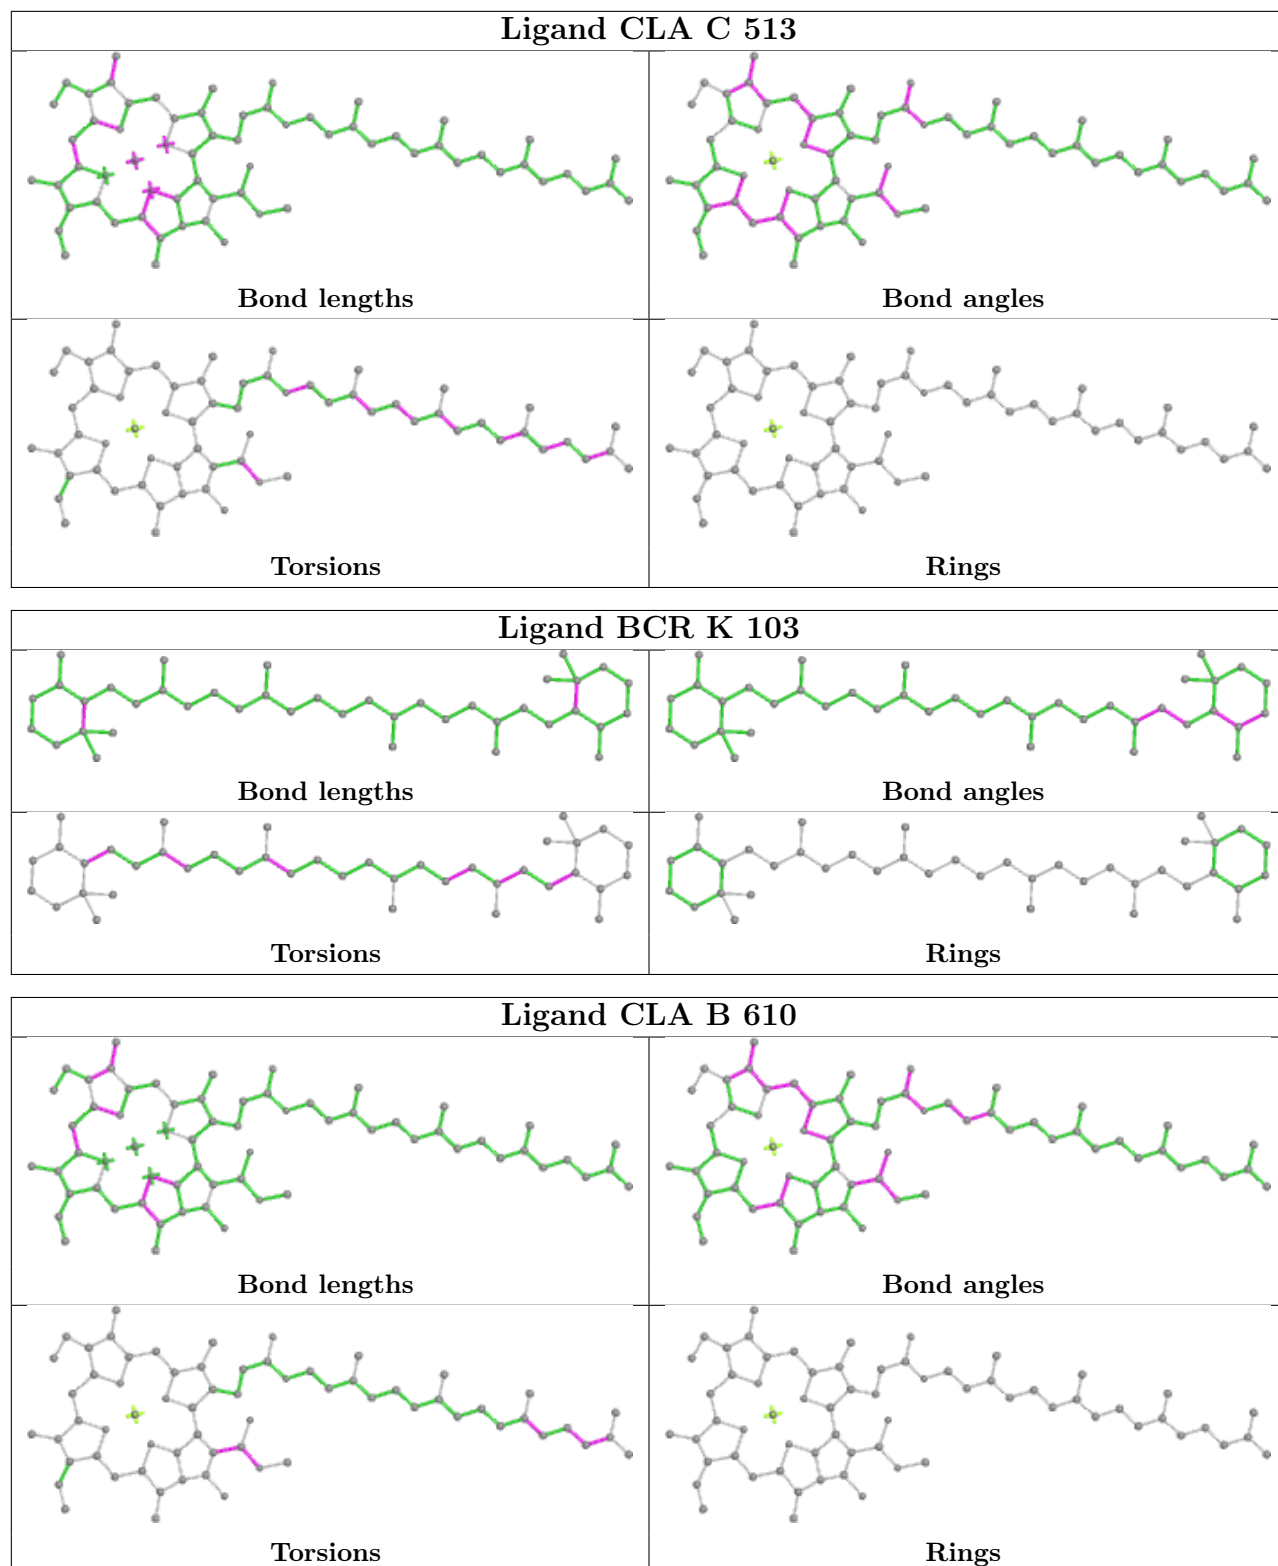 Ligand CLA C 513
Bond lengths
Bond angles
Torsions
Rings
Ligand BCR K 103
Bond lengths
Bond angles
Torsions
Rings
Ligand CLA B 610
Bond lengths
Bond angles
Torsions
Rings